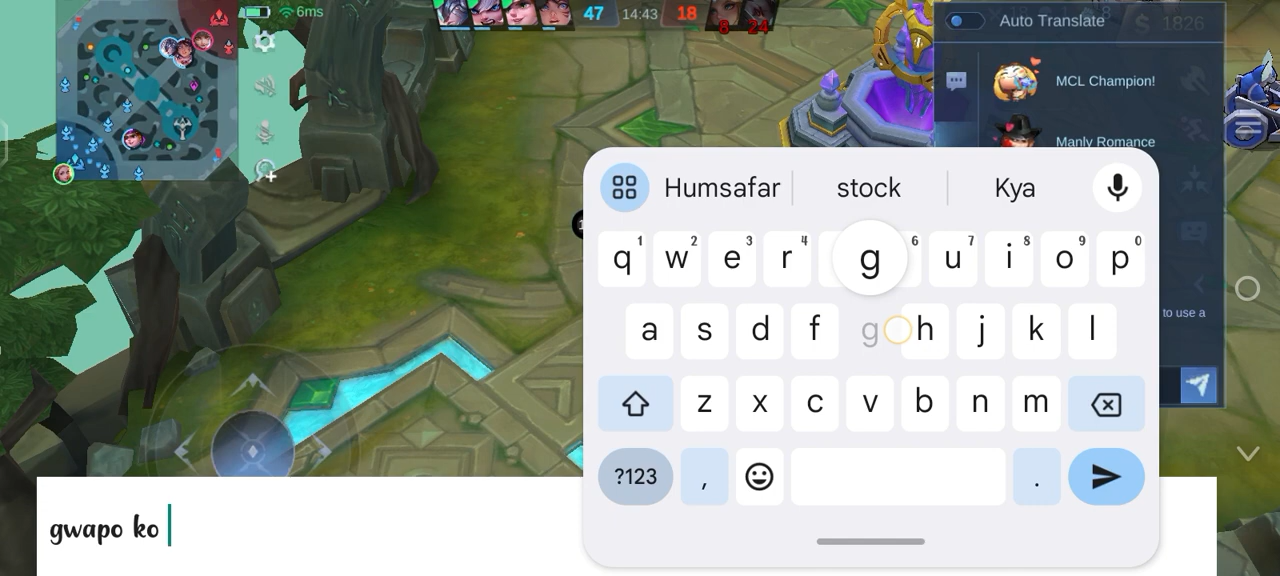 6ms
47 14:43 18
8 24
Auto Translate
$ 1826
MCL Champion!
Manly Romance
Humsafar stock Kya
q 1 w 2 e 3 r 4 g 6 u 7 i 8 o 9 p 0
a s d f g h j k l
to use a
z x c v b n m
?123 , .
gwapo ko